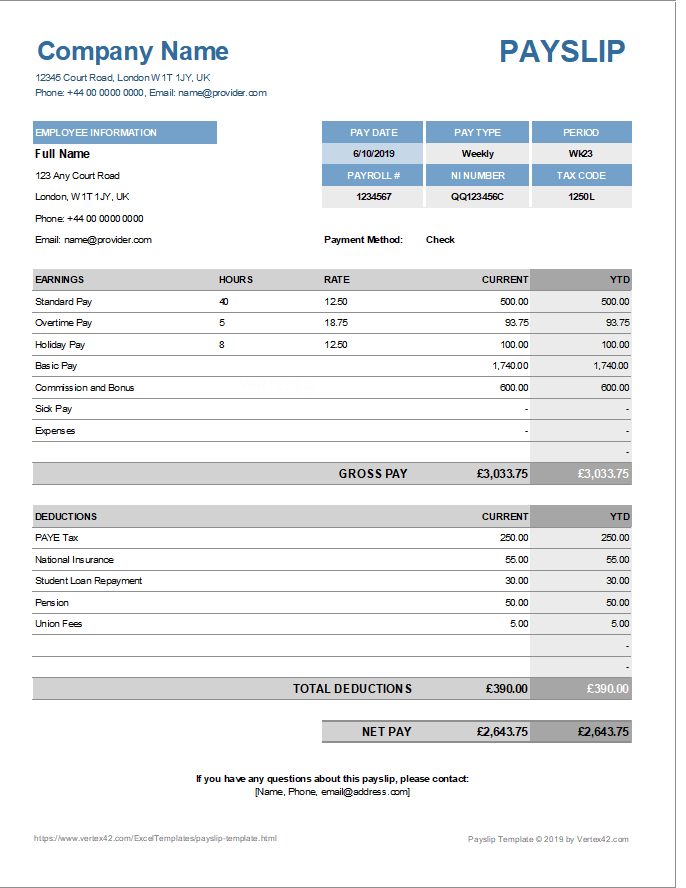 Company Name PAYSLIP
12345 Court Road, London W1T 1JY, UK
Phone: +44 00 0000 0000, Email: name@provider.com
EMPLOYEE INFORMATION PAY DATE PAY TYPE PERIOD
Full Name 6/10/2019 Weekly Wk23
123 Any Court Road PAYROLL # NI NUMBER TAX CODE
London, W1T 1JY, UK 1234567 QQ123456C 1250L
Phone: +44 00 0000 0000
Email: name@provider.com Payment Method: Check
EARNINGS HOURS RATE CURRENT YTD
Standard Pay 40 12.50 500.00 500.00
Overtime Pay 5 18.75 93.75 93.75
Holiday Pay 8 12.50 100.00 100.00
Basic Pay 1,740.00 1,740.00
Commission and Bonus 600.00 600.00
Sick Pay - -
Expenses - -
-
GROSS PAY £3,033.75 £3,033.75
DEDUCTIONS CURRENT YTD
PAYE Tax 250.00 250.00
National Insurance 55.00 55.00
Student Loan Repayment 30.00 30.00
Pension 50.00 50.00
Union Fees 5.00 5.00
-
-
TOTAL DEDUCTIONS £390.00 £390.00
NET PAY £2,643.75 £2,643.75
If you have any questions about this payslip, please contact:
[Name, Phone, email@address.com]
https://www.vertex42.com/ExcelTemplates/payslip-template.html Payslip Template © 2019 by Vertex42.com